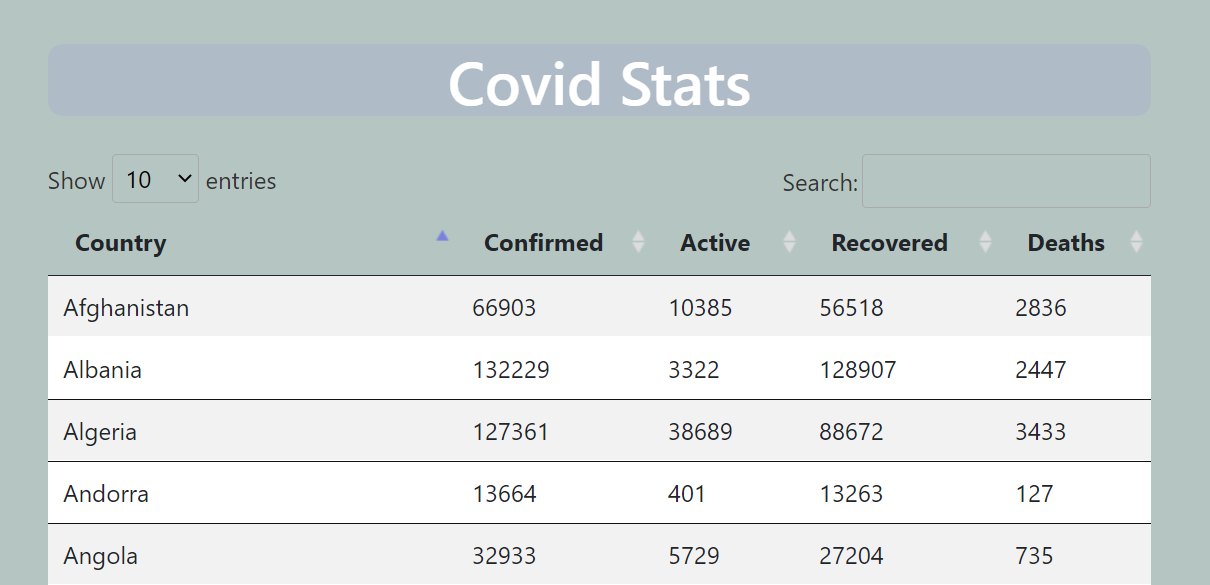 Covid Stats
Show 10 entries Search:
Country Confirmed Active Recovered Deaths
Afghanistan 66903 10385 56518 2836
Albania 132229 3322 128907 2447
Algeria 127361 38689 88672 3433
Andorra 13664 401 13263 127
Angola 32933 5729 27204 735